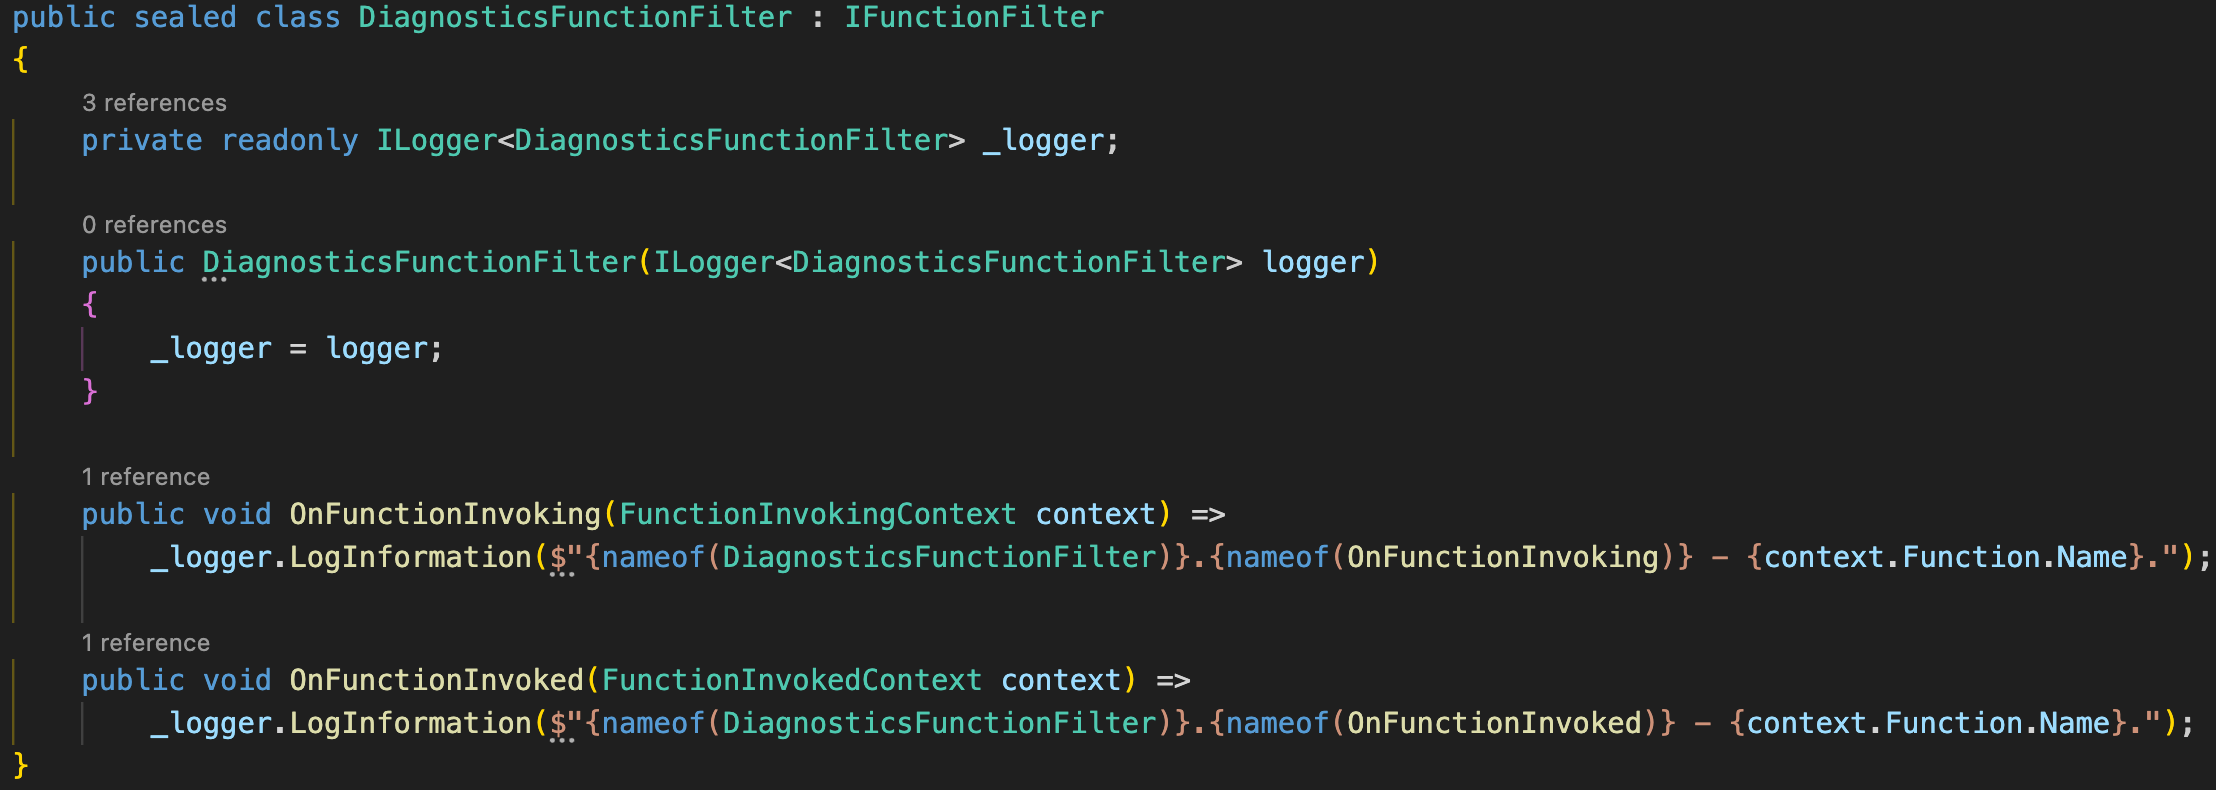 public sealed class DiagnosticsFunctionFilter : IFunctionFilter
{
3 references
private readonly ILogger<DiagnosticsFunctionFilter> _logger;
0 references
public DiagnosticsFunctionFilter(ILogger<DiagnosticsFunctionFilter> logger)
{
_logger = logger;
}
1 reference
public void OnFunctionInvoking(FunctionInvokingContext context) =>
_logger.LogInformation($"{nameof(DiagnosticsFunctionFilter)}.{nameof(OnFunctionInvoking)} - {context.Function.Name}.");
1 reference
public void OnFunctionInvoked(FunctionInvokedContext context) =>
_logger.LogInformation($"{nameof(DiagnosticsFunctionFilter)}.{nameof(OnFunctionInvoked)} - {context.Function.Name}.");
}